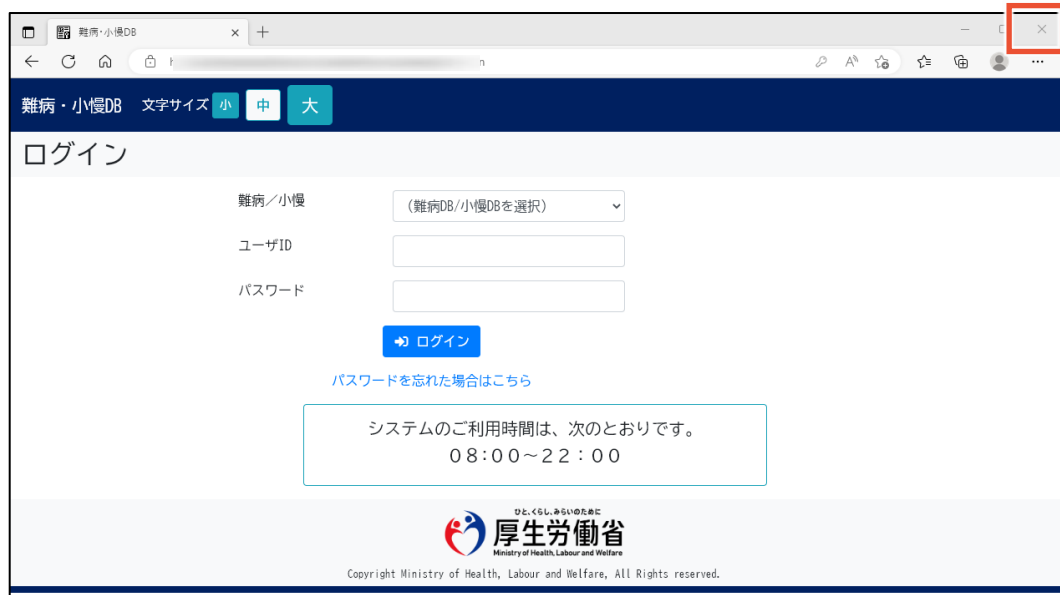 難病・小慢DB
難病・小慢DB 文字サイズ 小 中 大
ログイン
難病／小慢 (難病DB/小慢DBを選択)
ユーザID
パスワード
ログイン
パスワードを忘れた場合はこちら
システムのご利用時間は、次のとおりです。
０８：００～２２：００
ひと、くらし、みらいのために
厚生労働省
Ministry of Health, Labour and Welfare
Copyright Ministry of Health, Labour and Welfare, All Rights reserved.